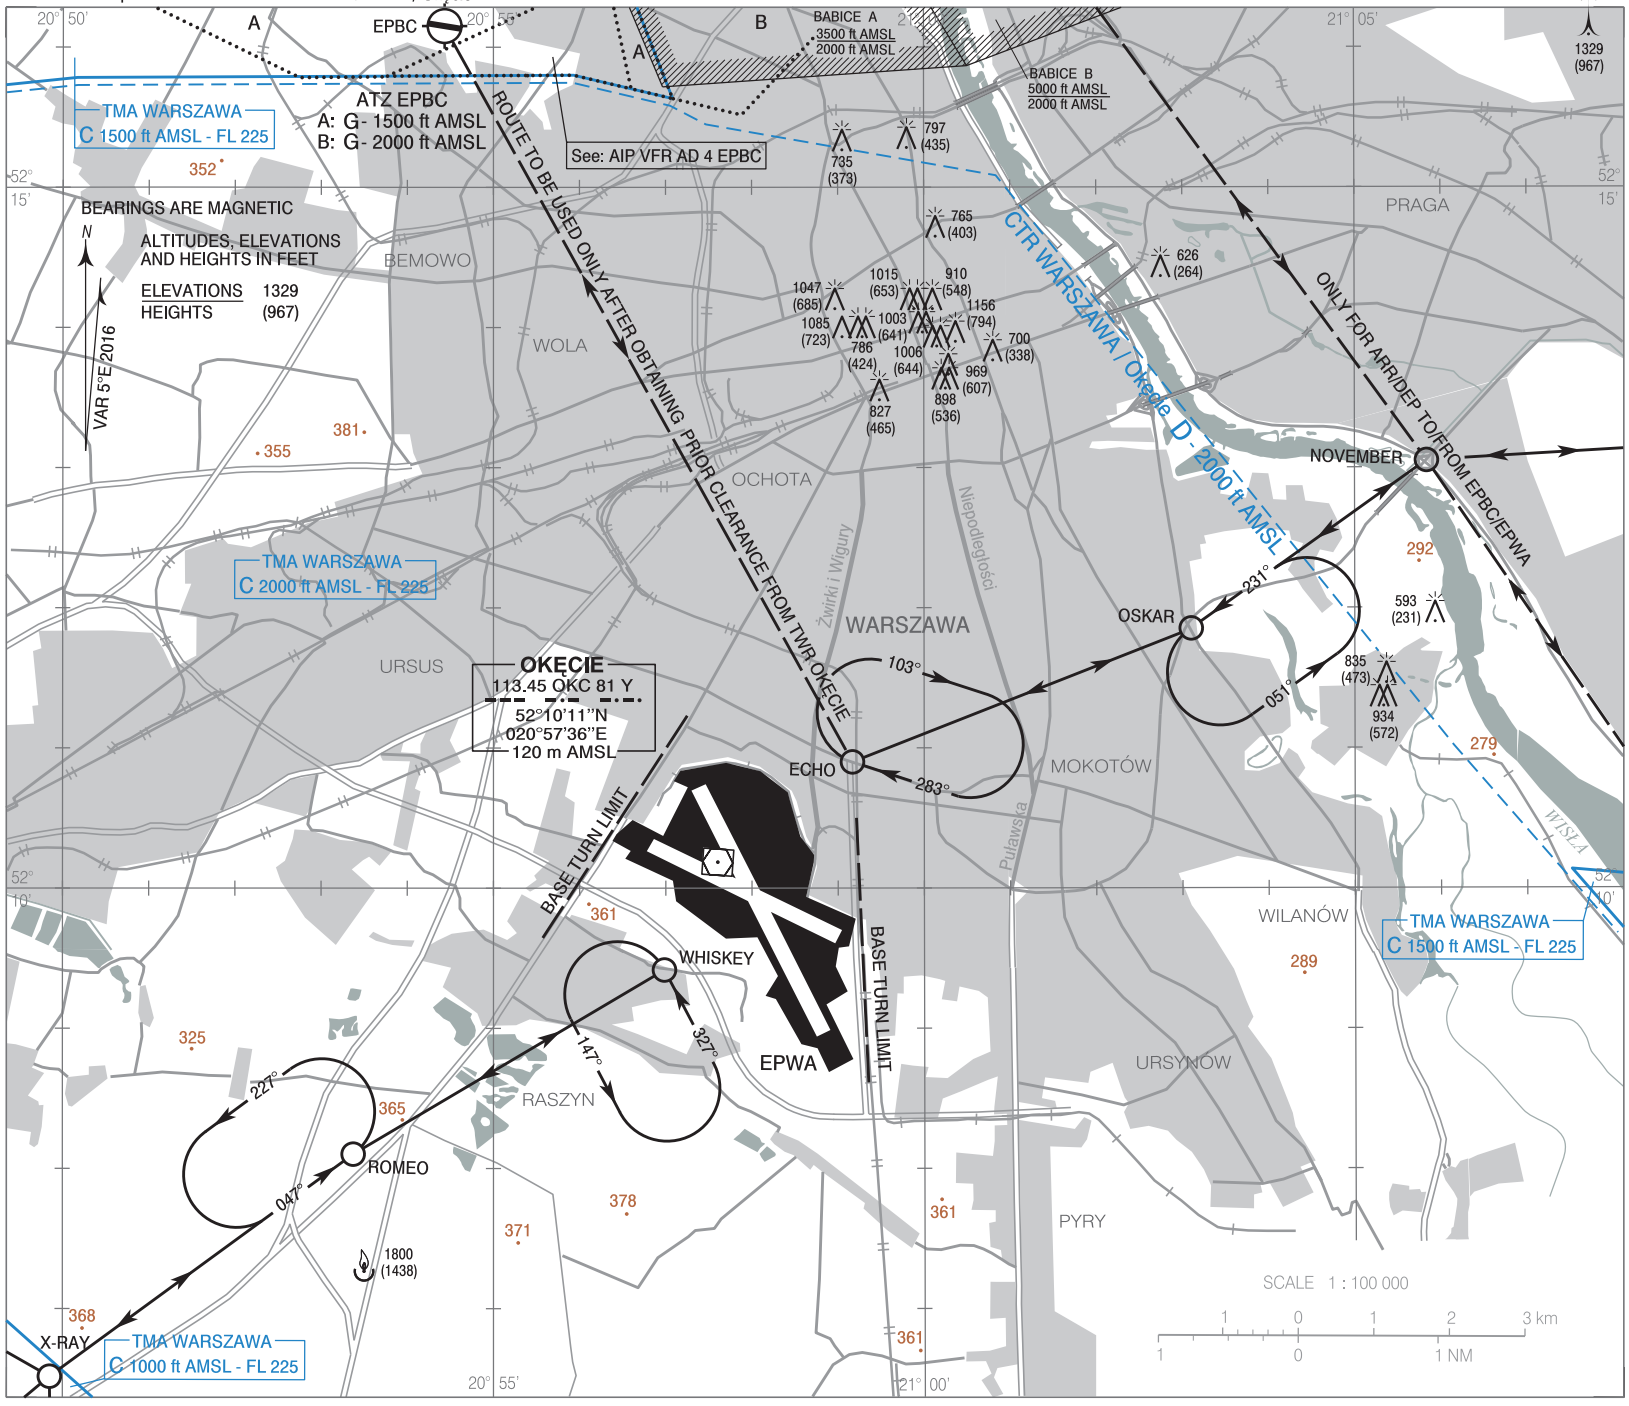 20° 50'
A
EPBC
20° 55'
A
B
BABICE A
3500 ft AMSL
2000 ft AMSL
BABICE B
5000 ft AMSL
2000 ft AMSL
21° 05'
1329
(967)
TMA WARSZAWA
C 1500 ft AMSL - FL 225
ATZ EPBC
A: G - 1500 ft AMSL
B: G - 2000 ft AMSL
See: AIP VFR AD 4 EPBC
352
52°
15'
52°
15'
797
(435)
735
(373)
765
(403)
PRAGA
BEARINGS ARE MAGNETIC
N
ALTITUDES, ELEVATIONS
AND HEIGHTS IN FEET
ELEVATIONS 1329
HEIGHTS (967)
VAR 5°E2016
BEMOWO
WOLA
ROUTE TO BE USED ONLY AFTER OBTAINING PRIOR CLEARANCE FROM TWR OKĘCIE
CTR WARSZAWA / Okęcie D - 2000 ft AMSL
ONLY FOR ARR/DEP TO/FROM EPBC/EPWA
626
(264)
1047
(685)
1015
(653)
910
(548)
1085
(723)
1003
(641)
1156
(794)
786
(424)
1006
(644)
700
(338)
969
(607)
827
(465)
898
(536)
381
355
OCHOTA
NOVEMBER
Żwirki i Wigury
Niepodległości
TMA WARSZAWA
C 2000 ft AMSL - FL 225
292
593
(231)
231°
OSKAR
051°
WARSZAWA
URSUS
OKĘCIE
113.45 OKC 81 Y
52°10'11''N
020°57'36''E
120 m AMSL
103°
283°
ECHO
835
(473)
934
(572)
279
MOKOTÓW
Puławska
WISŁA
BASE TURN LIMIT
52°
10'
52°
10'
361
WILANÓW
TMA WARSZAWA
C 1500 ft AMSL - FL 225
289
WHISKEY
BASE TURN LIMIT
325
147°
327°
EPWA
URSYNÓW
227°
365
RASZYN
ROMEO
047°
378
371
361
PYRY
1800
(1438)
SCALE 1 : 100 000
1 0 1 2 3 km
1 0 1 NM
368
X-RAY
TMA WARSZAWA
C 1000 ft AMSL - FL 225
361
20° 55'
21° 00'